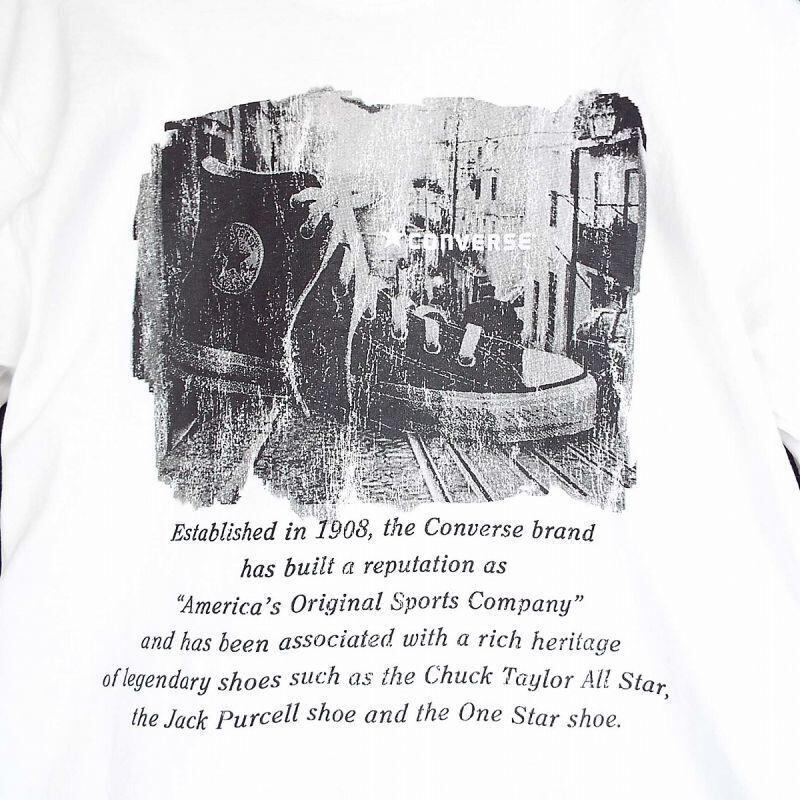 ★CONVERSE
Established in 1908, the Converse brand
has built a reputation as
“America's Original Sports Company”
and has been associated with a rich heritage
of legendary shoes such as the Chuck Taylor All Star,
the Jack Purcell shoe and the One Star shoe.